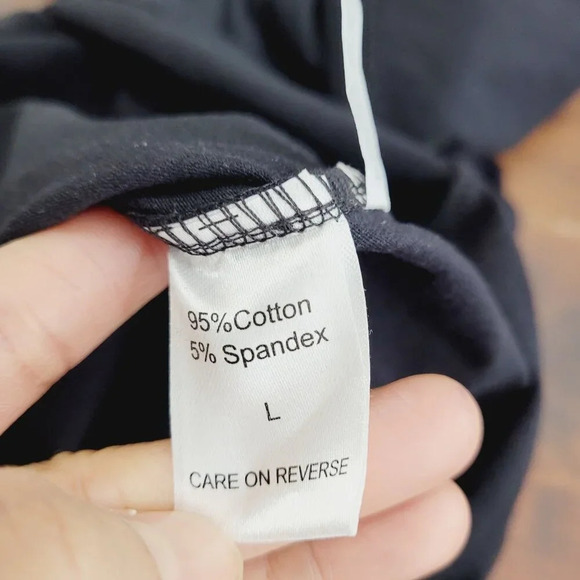 95%Cotton
5% Spandex
L
CARE ON REVERSE